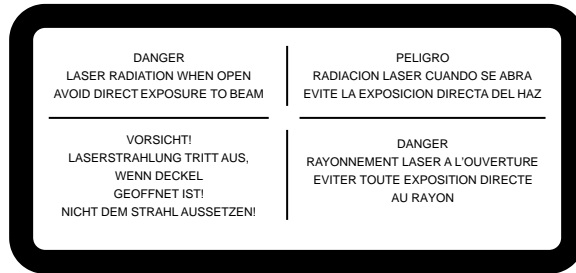 DANGER
LASER RADIATION WHEN OPEN
AVOID DIRECT EXPOSURE TO BEAM
PELIGRO
RADIACION LASER CUANDO SE ABRA
EVITE LA EXPOSICION DIRECTA DEL HAZ
VORSICHT!
LASERSTRAHLUNG TRITT AUS,
WENN DECKEL
GEOFFNET IST!
NICHT DEM STRAHL AUSSETZEN!
DANGER
RAYONNEMENT LASER A L'OUVERTURE
EVITER TOUTE EXPOSITION DIRECTE
AU RAYON